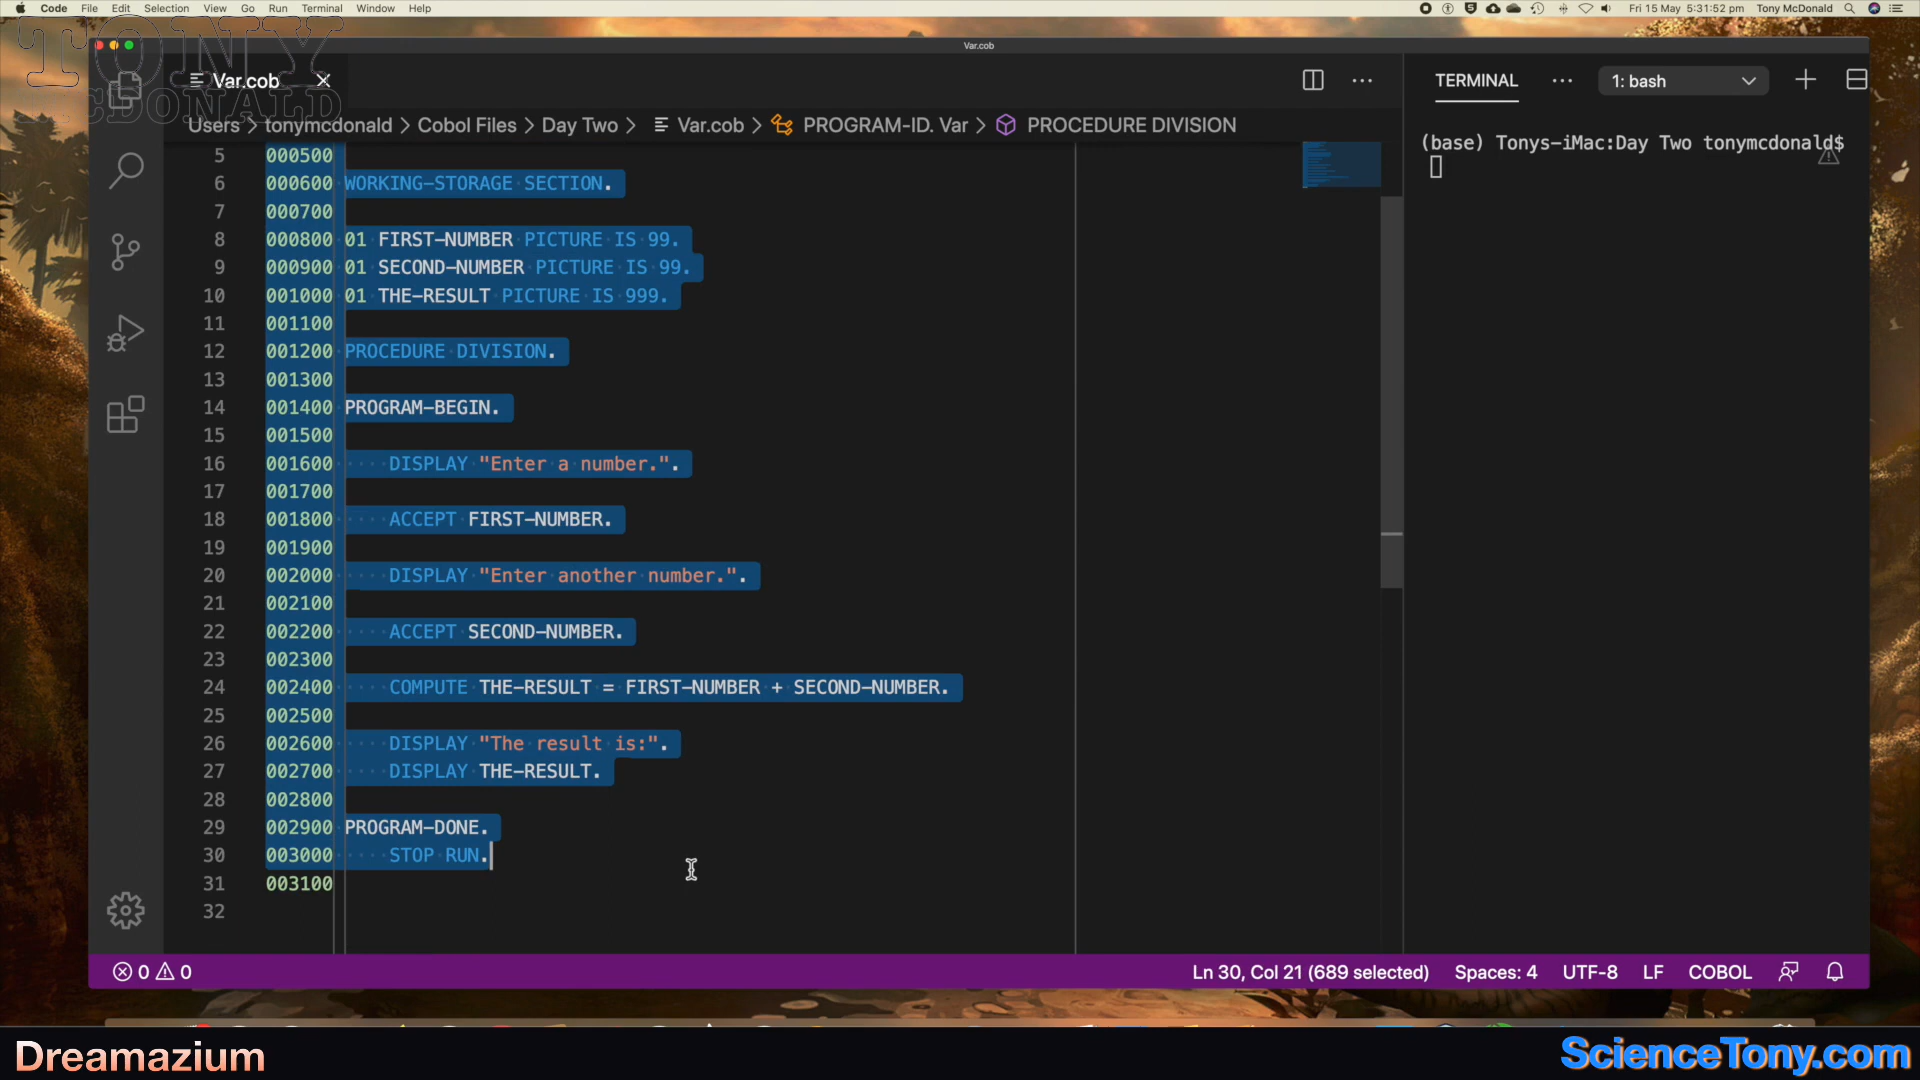 Code File Edit Selection View Go Run Terminal Window Help
Fri 15 May 5:31:52 pm Tony McDonald
TONY
MCDONALD
Var.cob
Var.cob
TERMINAL
1: bash
Users > tonymcdonald > Cobol Files > Day Two > Var.cob > PROGRAM-ID. Var > PROCEDURE DIVISION
(base) Tonys-iMac:Day Two tonymcdonald$
5 000500
6 000600 WORKING-STORAGE SECTION.
7 000700
8 000800 01 FIRST-NUMBER PICTURE IS 99.
9 000900 01 SECOND-NUMBER PICTURE IS 99.
10 001000 01 THE-RESULT PICTURE IS 999.
11 001100
12 001200 PROCEDURE DIVISION.
13 001300
14 001400 PROGRAM-BEGIN.
15 001500
16 001600 DISPLAY "Enter a number.".
17 001700
18 001800 ACCEPT FIRST-NUMBER.
19 001900
20 002000 DISPLAY "Enter another number.".
21 002100
22 002200 ACCEPT SECOND-NUMBER.
23 002300
24 002400 COMPUTE THE-RESULT = FIRST-NUMBER + SECOND-NUMBER.
25 002500
26 002600 DISPLAY "The result is:".
27 002700 DISPLAY THE-RESULT.
28 002800
29 002900 PROGRAM-DONE.
30 003000 STOP RUN.
31 003100
32
0 0
Ln 30, Col 21 (689 selected) Spaces: 4 UTF-8 LF COBOL
Dreamazium
ScienceTony.com